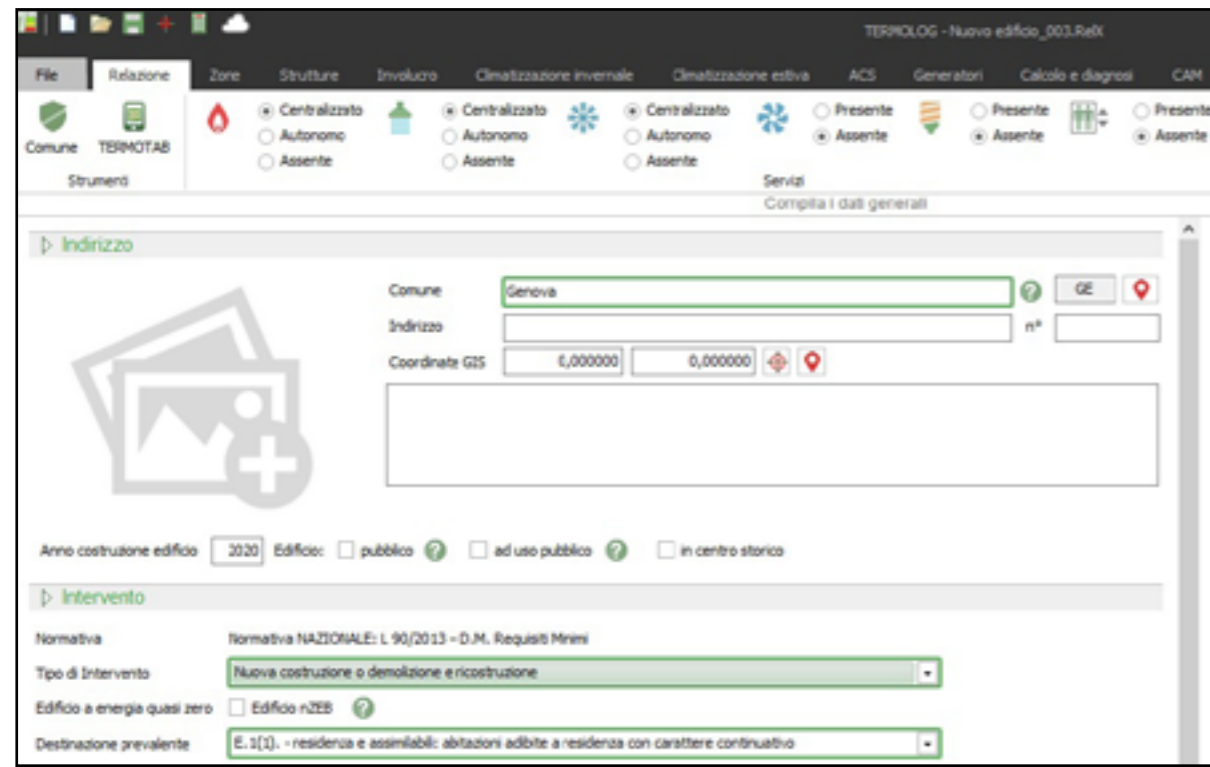 TERMOLOG - Nuovo edificio_003.RelX
File Relazione Zone Strutture Involucro Climatizzazione invernale Climatizzazione estiva ACS Generatori Calcolo e diagnosi CAM
Centralizzato Centralizzato Centralizzato Presente Presente Presente
Comune TERMOTAB Autonomo Autonomo Autonomo Assente Assente Assente
Assente Assente Assente
Strumenti Servizi
Compila i dati generali
Indirizzo
Comune Genova GE
Indirizzo n°
Coordinate GIS 0,000000 0,000000
Anno costruzione edificio 2020 Edificio: pubblico ad uso pubblico in centro storico
Intervento
Normativa Normativa NAZIONALE: L 90/2013 - D.M. Requisiti Minimi
Tipo di Intervento Nuova costruzione o demolizione e ricostruzione
Edificio a energia quasi zero Edificio nZEB
Destinazione prevalente E.1(1). - residenza e assimilabili: abitazioni adibite a residenza con carattere continuativo